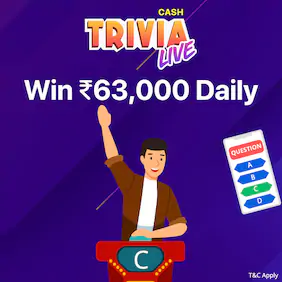 CASH
TRIVIA
LIVE
Win ₹63,000 Daily
QUESTION
A
B
C
D
C
T&C Apply